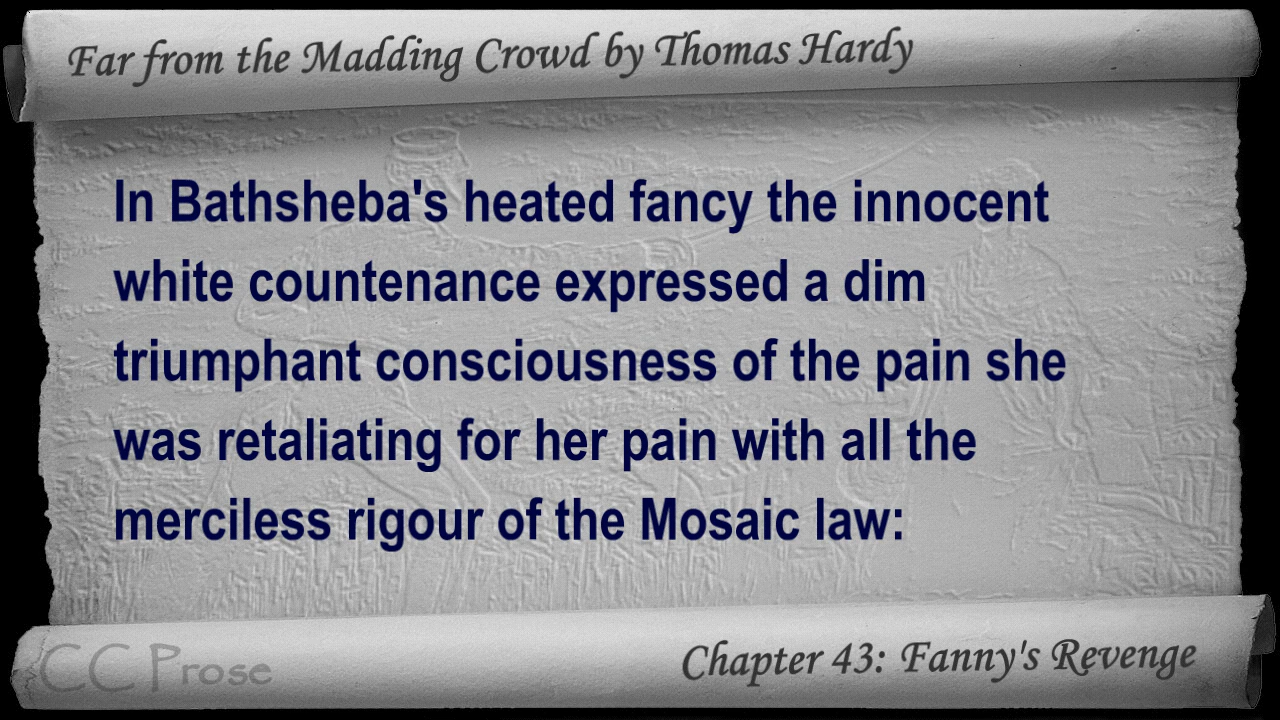 Far from the Madding Crowd by Thomas Hardy
In Bathsheba's heated fancy the innocent
white countenance expressed a dim
triumphant consciousness of the pain she
was retaliating for her pain with all the
merciless rigour of the Mosaic law:
CC Prose
Chapter 43: Fanny's Revenge